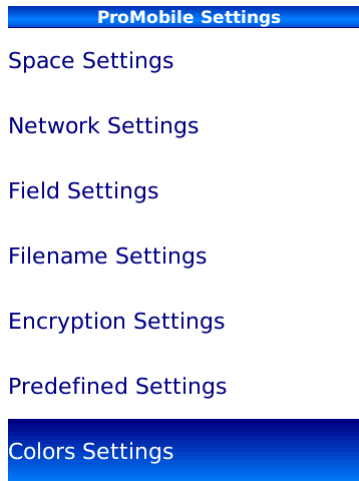 ProMobile Settings
Space Settings
Network Settings
Field Settings
Filename Settings
Encryption Settings
Predefined Settings
Colors Settings